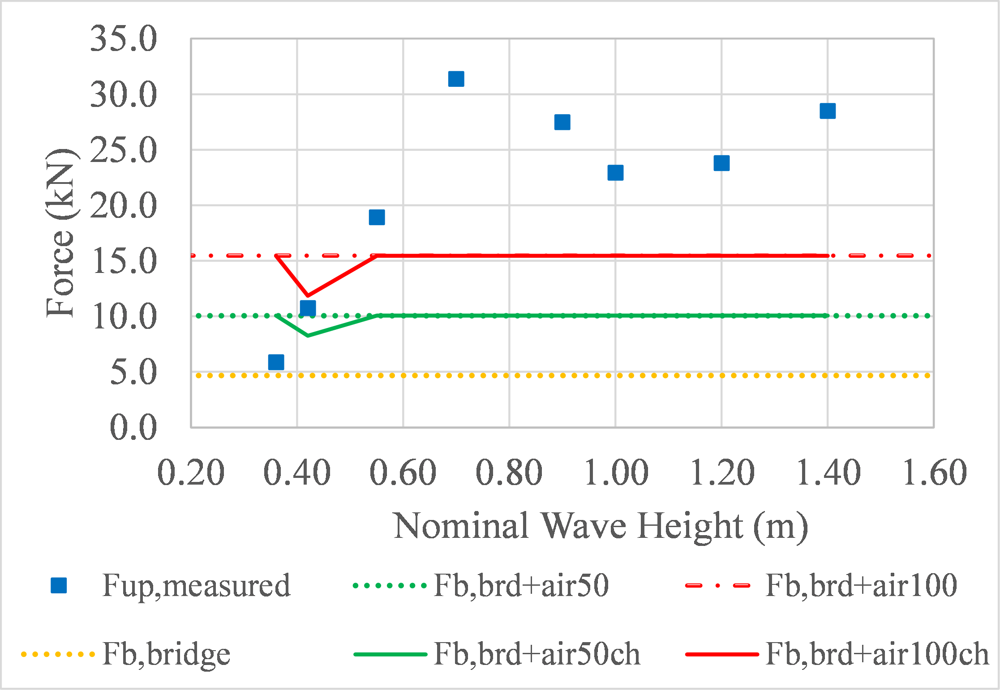 35.0
30.0
25.0
20.0
15.0
10.0
5.0
0.0
Force (kN)
0.20 0.40 0.60 0.80 1.00 1.20 1.40 1.60
Nominal Wave Height (m)
Fup,measured Fb,brd+air50 Fb,brd+air100
Fb,bridge Fb,brd+air50ch Fb,brd+air100ch